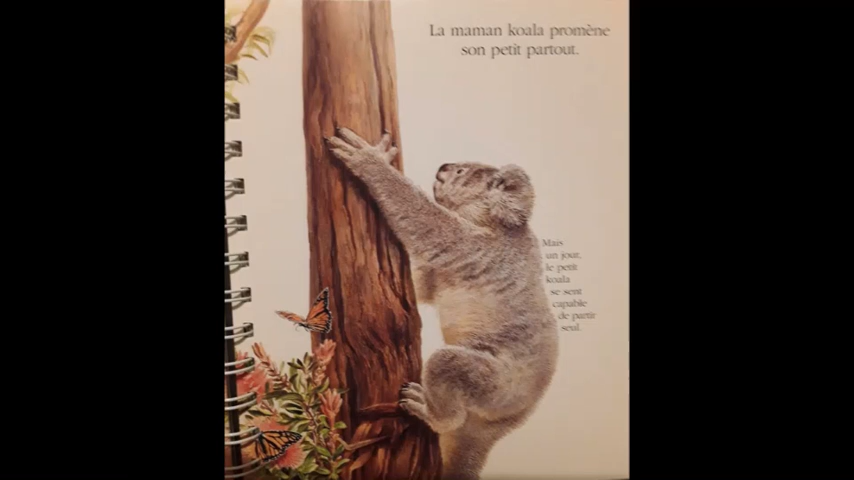 La maman koala promène
son petit partout.
Mais
un jour,
le petit
koala
se sent
capable
de partir
seul.